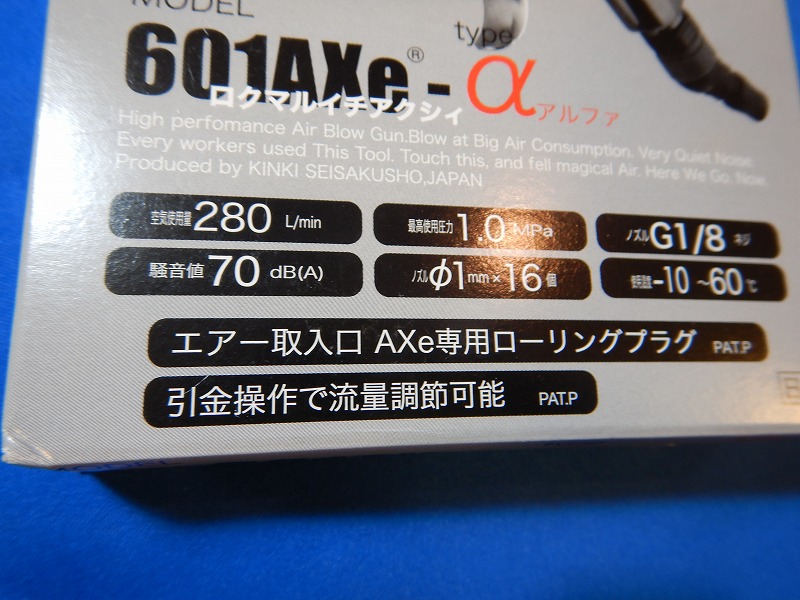 MODEL
type
601AXe® - α アルファ
ロクマルイチアクシィ
High perfomance Air Blow Gun.Blow at Big Air Consumption. Very Quiet Noise.
Every workers used This Tool. Touch this, and fell magical Air. Here We Go. Now.
Produced by KINKI SEISAKUSHO,JAPAN
空気使用量 280 L/min 最高使用圧力 1.0 MPa ノズル G1/8 ネジ
騒音値 70 dB(A) ノズル φ1mm×16個 -10 ~60℃
エアー取入口 AXe専用ローリングプラグ PAT.P
引金操作で流量調節可能 PAT.P